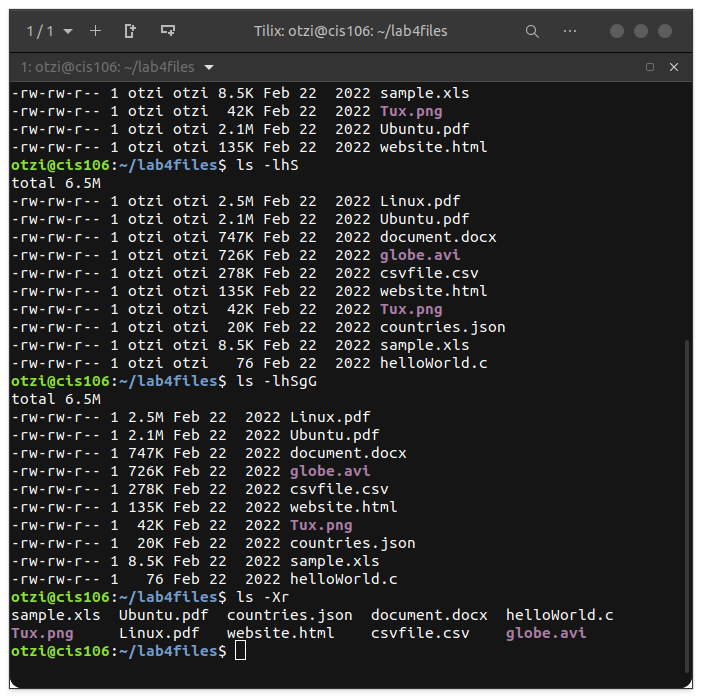 1 / 1 Tilix: otzi@cis106: ~/lab4files
1: otzi@cis106: ~/lab4files
-rw-rw-r-- 1 otzi otzi 8.5K Feb 22  2022 sample.xls
-rw-rw-r-- 1 otzi otzi  42K Feb 22  2022 Tux.png
-rw-rw-r-- 1 otzi otzi 2.1M Feb 22  2022 Ubuntu.pdf
-rw-rw-r-- 1 otzi otzi 135K Feb 22  2022 website.html
otzi@cis106:~/lab4files$ ls -lhS
total 6.5M
-rw-rw-r-- 1 otzi otzi 2.5M Feb 22  2022 Linux.pdf
-rw-rw-r-- 1 otzi otzi 2.1M Feb 22  2022 Ubuntu.pdf
-rw-rw-r-- 1 otzi otzi 747K Feb 22  2022 document.docx
-rw-rw-r-- 1 otzi otzi 726K Feb 22  2022 globe.avi
-rw-rw-r-- 1 otzi otzi 278K Feb 22  2022 csvfile.csv
-rw-rw-r-- 1 otzi otzi 135K Feb 22  2022 website.html
-rw-rw-r-- 1 otzi otzi  42K Feb 22  2022 Tux.png
-rw-rw-r-- 1 otzi otzi  20K Feb 22  2022 countries.json
-rw-rw-r-- 1 otzi otzi 8.5K Feb 22  2022 sample.xls
-rw-rw-r-- 1 otzi otzi   76 Feb 22  2022 helloWorld.c
otzi@cis106:~/lab4files$ ls -lhSgG
total 6.5M
-rw-rw-r-- 1 2.5M Feb 22  2022 Linux.pdf
-rw-rw-r-- 1 2.1M Feb 22  2022 Ubuntu.pdf
-rw-rw-r-- 1 747K Feb 22  2022 document.docx
-rw-rw-r-- 1 726K Feb 22  2022 globe.avi
-rw-rw-r-- 1 278K Feb 22  2022 csvfile.csv
-rw-rw-r-- 1 135K Feb 22  2022 website.html
-rw-rw-r-- 1  42K Feb 22  2022 Tux.png
-rw-rw-r-- 1  20K Feb 22  2022 countries.json
-rw-rw-r-- 1 8.5K Feb 22  2022 sample.xls
-rw-rw-r-- 1   76 Feb 22  2022 helloWorld.c
otzi@cis106:~/lab4files$ ls -Xr
sample.xls  Ubuntu.pdf  countries.json  document.docx  helloWorld.c
Tux.png     Linux.pdf   website.html    csvfile.csv    globe.avi
otzi@cis106:~/lab4files$